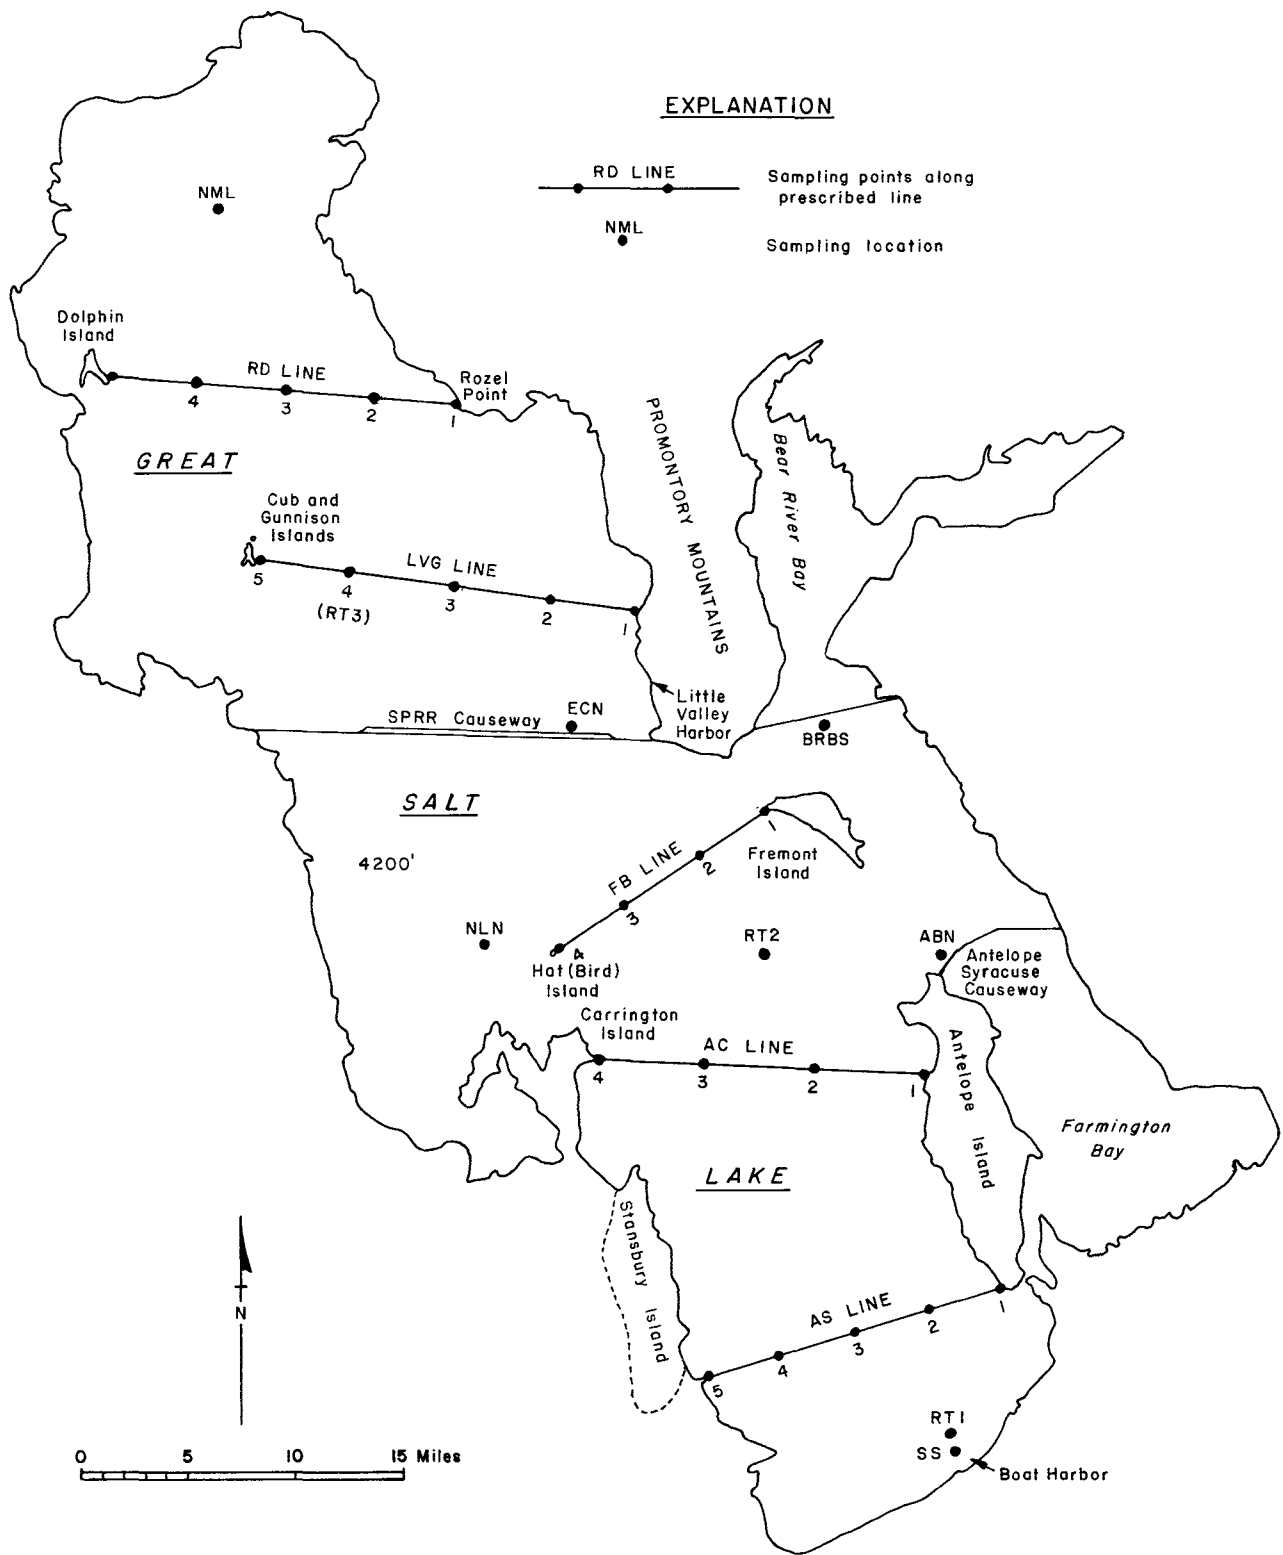 EXPLANATION
RD LINE
Sampling points along
prescribed line
NML
Sampling location
NML
Dolphin
Island
RD LINE
4
3
2
1
Rozel
Point
GREAT
PROMONTORY MOUNTAINS
Bear River Bay
Cub and
Gunnison
Islands
LVG LINE
5
4
(RT3)
3
2
1
Little
Valley
Harbor
SPRR Causeway
ECN
BRBS
SALT
4200'
FB LINE
1
2
3
4
Fremont
Island
NLN
Hat (Bird)
Island
RT2
ABN
Antelope
Syracuse
Causeway
Carrington
Island
AC LINE
4
3
2
1
Antelope Island
Farmington
Bay
LAKE
Stansbury Island
AS LINE
1
2
3
4
5
N
RT1
SS
Boat Harbor
0 5 10 15 Miles